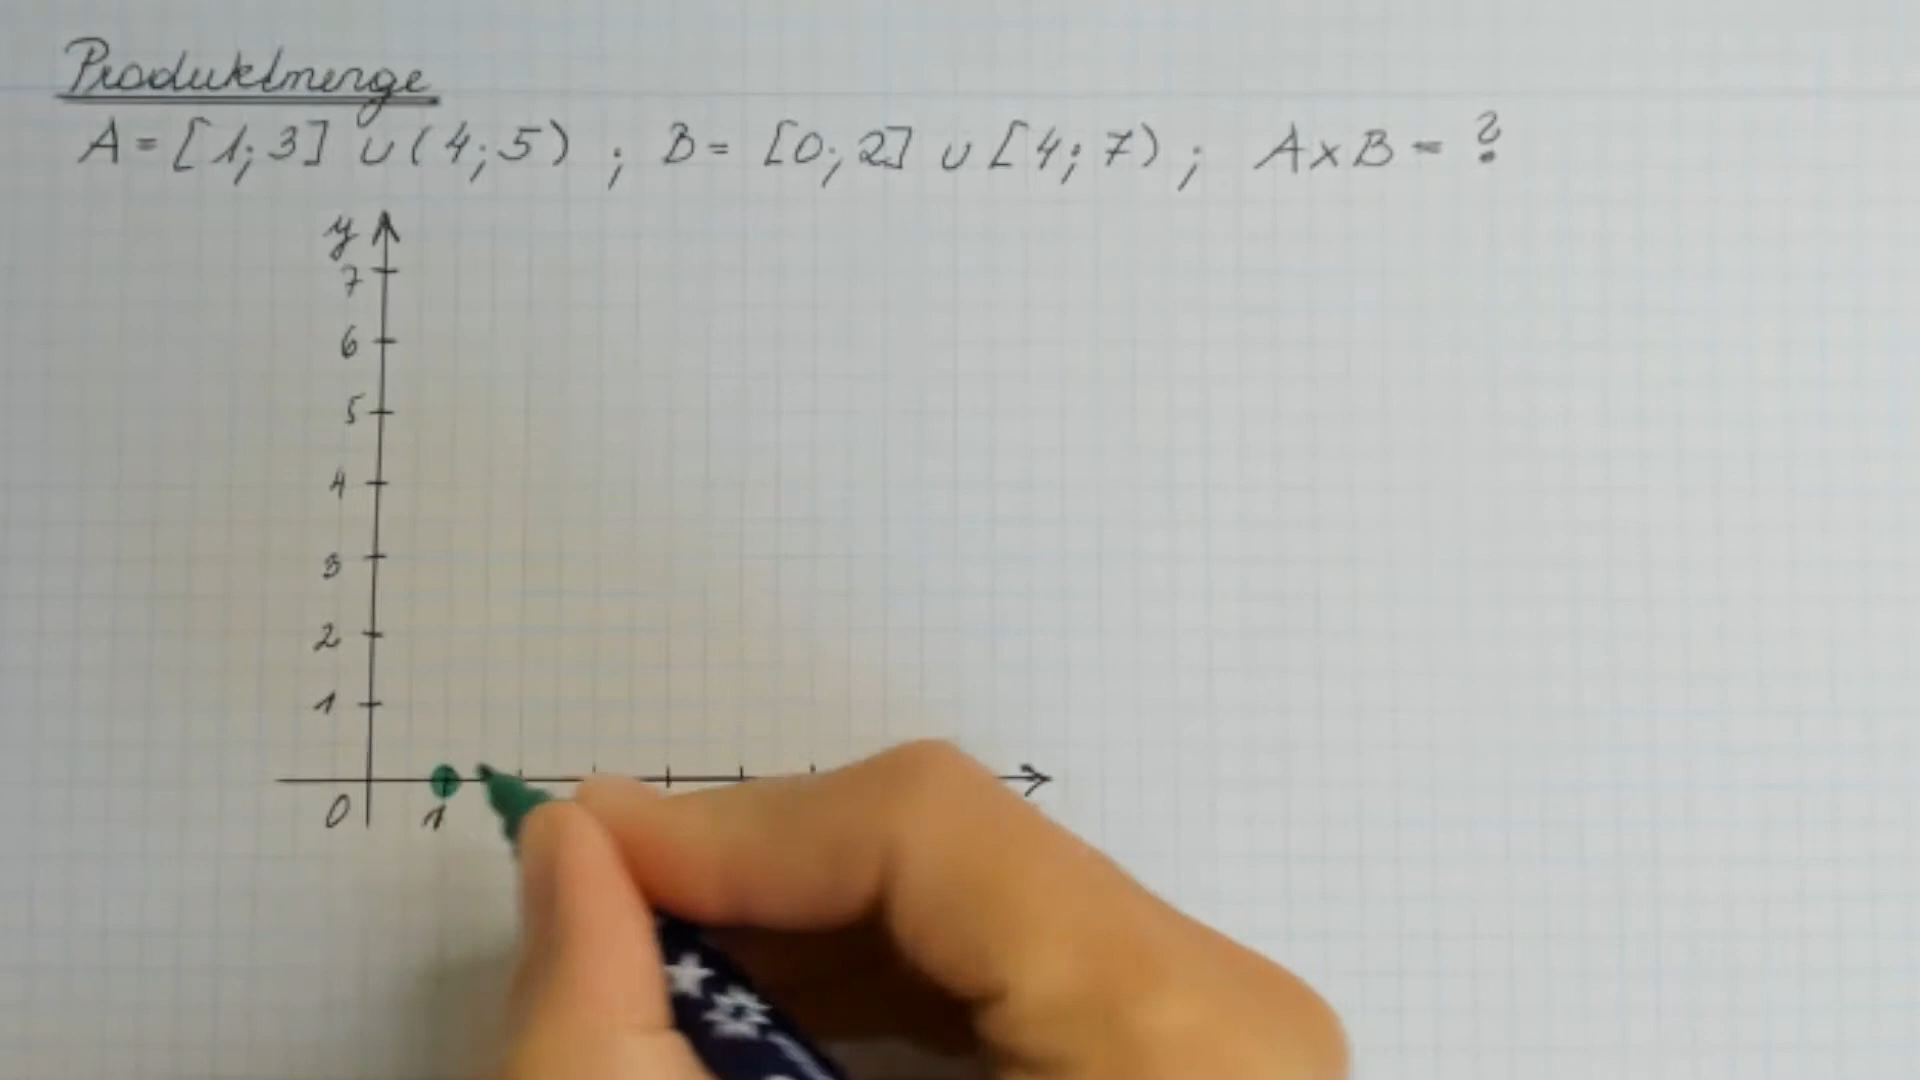 Produktmenge
A = [1; 3] ∪ (4; 5) ; B = [0; 2] ∪ [4; 7) ; A x B = ?
y
7
6
5
4
3
2
1
0 1